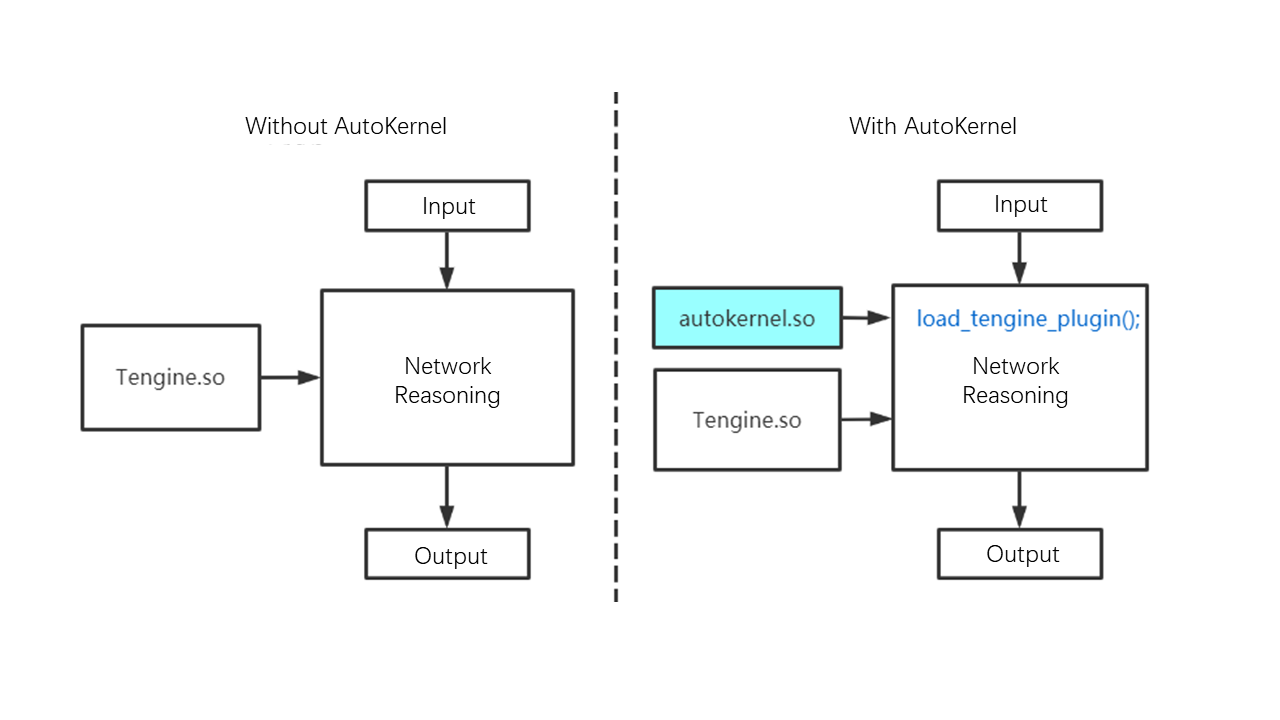 Without AutoKernel
Input
Tengine.so
Network
Reasoning
Output
With AutoKernel
Input
autokernel.so
load_tengine_plugin();
Tengine.so
Network
Reasoning
Output